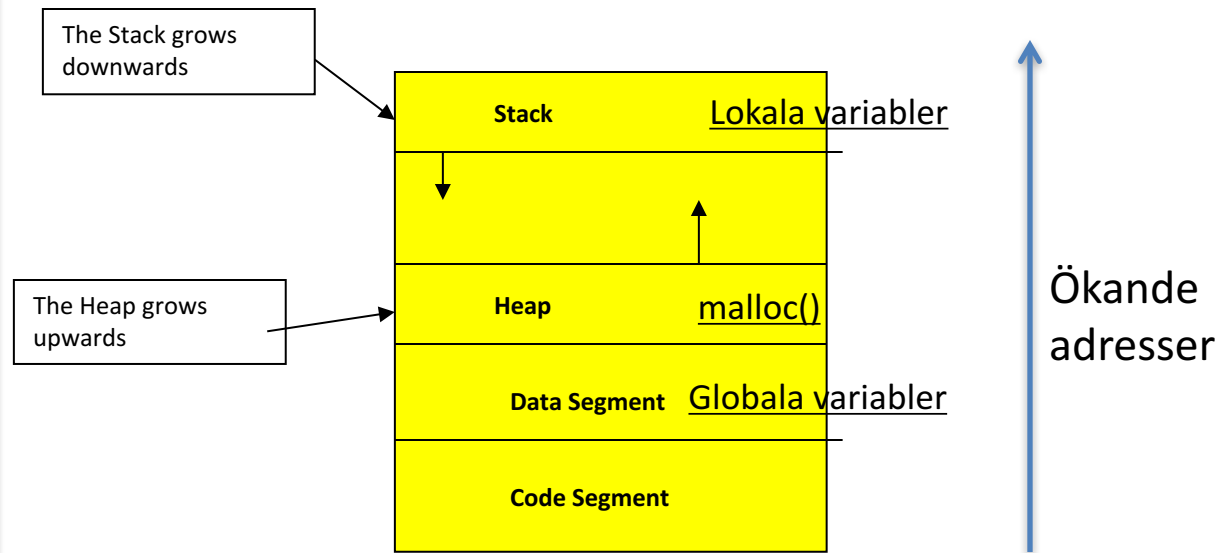 The Stack grows
downwards
Stack
Lokala variabler
The Heap grows
upwards
Heap
malloc()
Ökande
adresser
Data Segment
Globala variabler
Code Segment